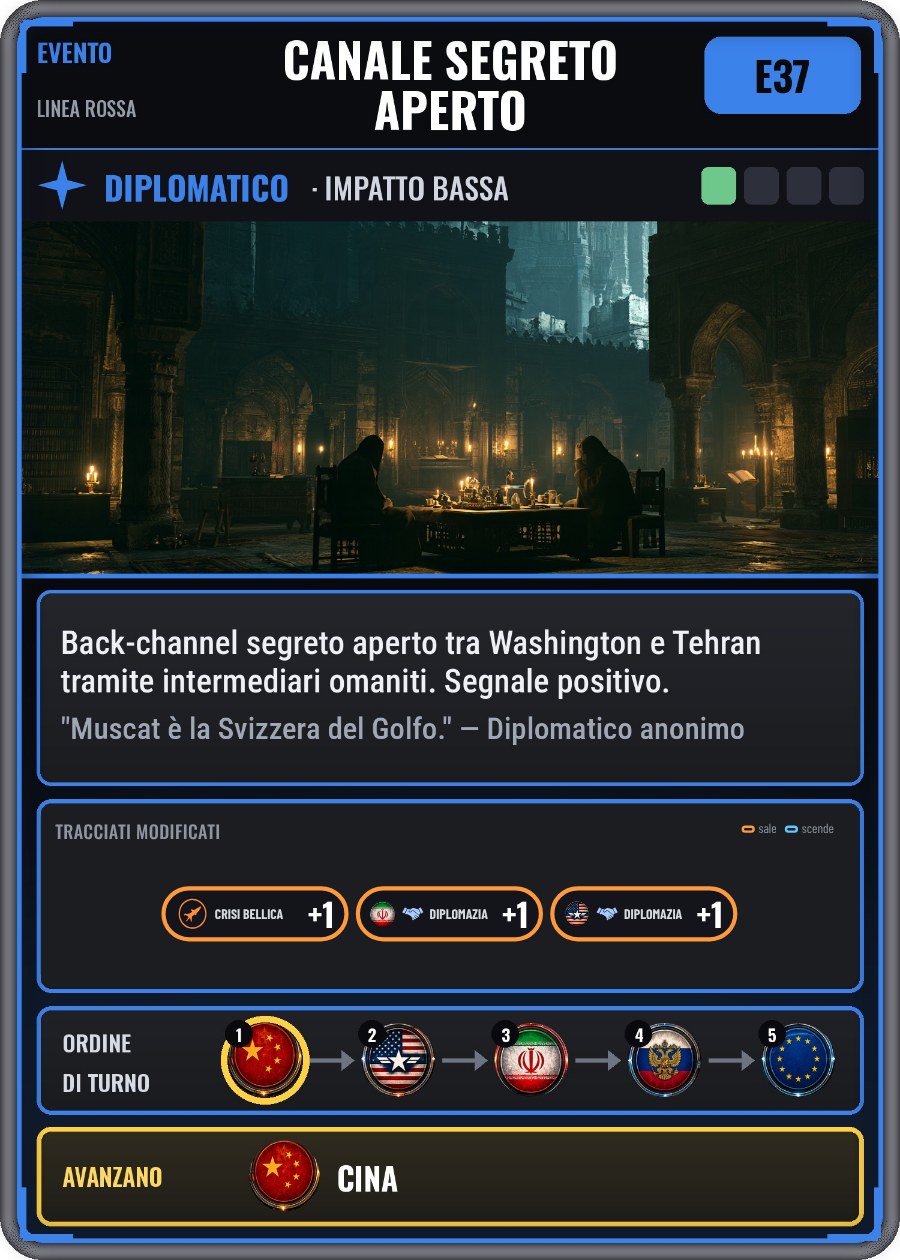 EVENTO
LINEA ROSSA
CANALE SEGRETO
APERTO
E37
DIPLOMATICO · IMPATTO BASSA
Back-channel segreto aperto tra Washington e Tehran
tramite intermediari omaniti. Segnale positivo.
"Muscat è la Svizzera del Golfo." — Diplomatico anonimo
TRACCIATI MODIFICATI
sale scende
CRISI BELLICA +1
DIPLOMAZIA +1
DIPLOMAZIA +1
ORDINE
DI TURNO
1 2 3 4 5
AVANZANO CINA